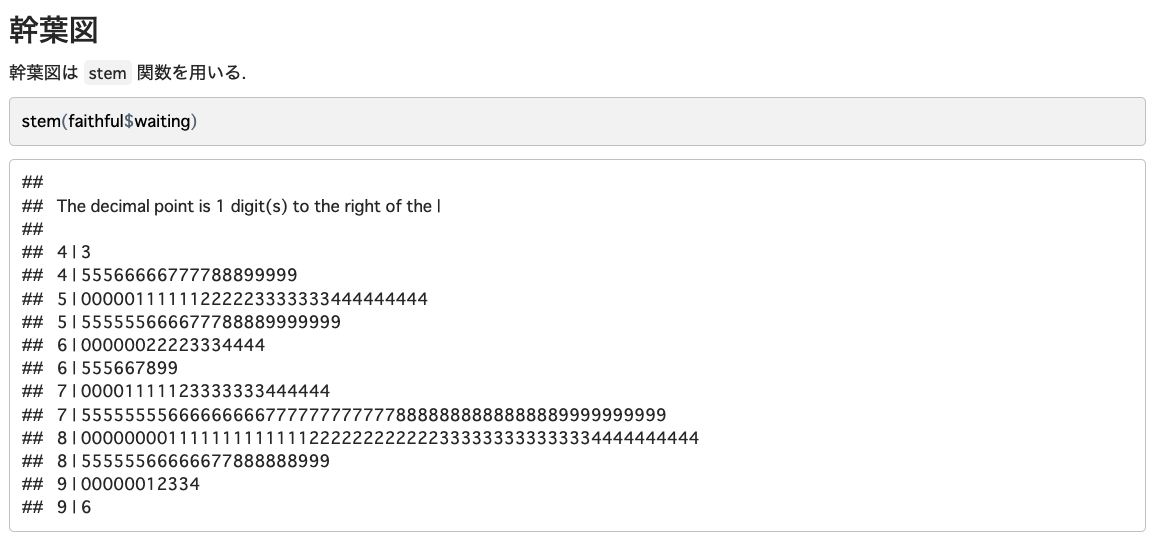 幹葉図
幹葉図は stem 関数を用いる.
stem(faithful$waiting)
##
## The decimal point is 1 digit(s) to the right of the |
##
## 4 | 3
## 4 | 55566666777788899999
## 5 | 00000111111222223333333444444444
## 5 | 555555666677788889999999
## 6 | 00000022223334444
## 6 | 555667899
## 7 | 00001111123333333444444
## 7 | 555555556666666667777777777778888888888888889999999999
## 8 | 000000001111111111111222222222222333333333333334444444444
## 8 | 55555566666677888888999
## 9 | 00000012334
## 9 | 6